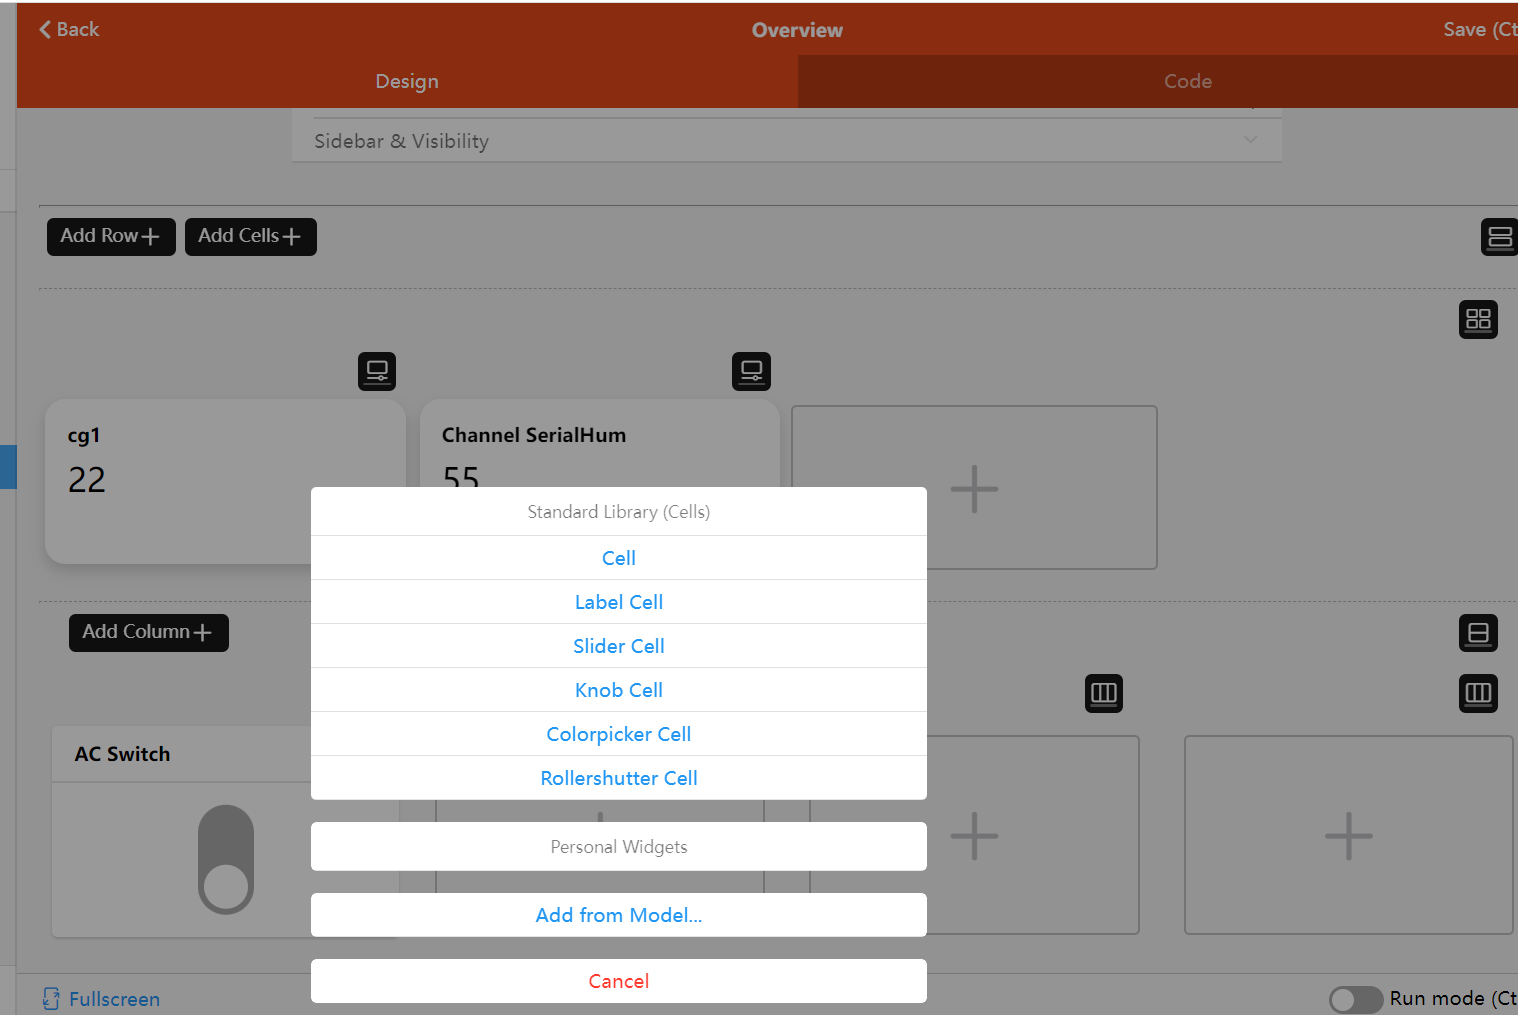 Back
Overview
Save (Ct
Design
Code
Sidebar & Visibility
Add Row
Add Cells
cg1
22
Channel SerialHum
55
Standard Library (Cells)
Cell
Label Cell
Slider Cell
Knob Cell
Colorpicker Cell
Rollershutter Cell
Add Column
AC Switch
Personal Widgets
Add from Model...
Cancel
Fullscreen
Run mode (Ct